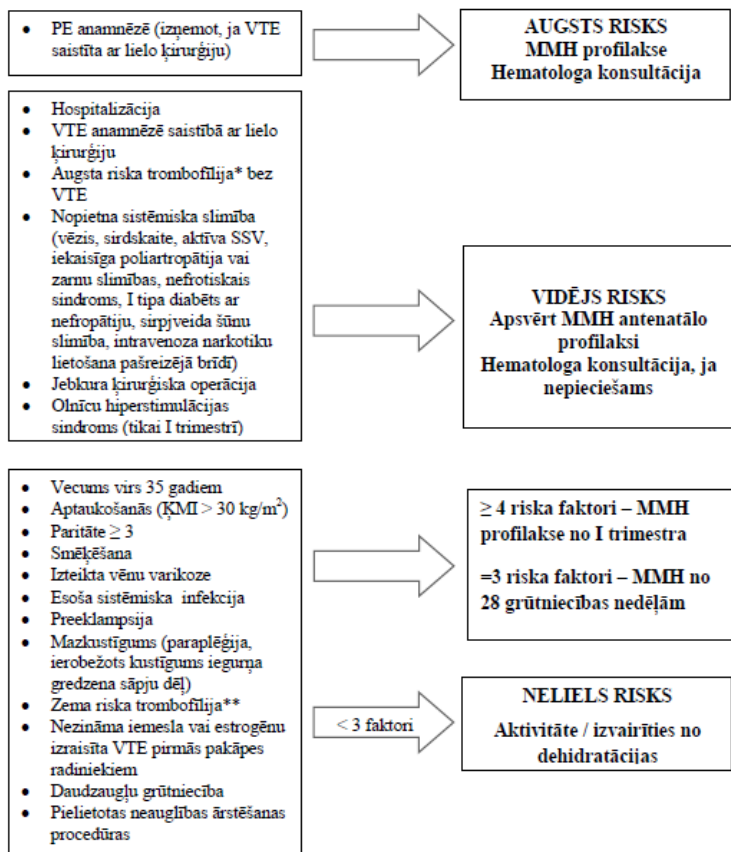 • PE anamnēzē (izņemot, ja VTE
saistīta ar lielo ķirurģiju)
AUGSTS RISKS
MMH profilakse
Hematologa konsultācija
• Hospitalizācija
• VTE anamnēzē saistībā ar lielo
ķirurģiju
• Augsta riska trombofīlija* bez
VTE
• Nopietna sistēmiska slimība
(vēzis, sirdskaite, aktīva SSV,
iekaisīga poliartropātija vai
zarnu slimības, nefrotiskais
sindroms, I tipa diabēts ar
nefropātiju, sirpjveida šūnu
slimība, intravenoza narkotiku
lietošana pašreizējā brīdī)
• Jebkura ķirurģiska operācija
• Olnīcu hiperstimulācijas
sindroms (tikai I trimestrī)
VIDĒJS RISKS
Apsvērt MMH antenatālo
profilaksi
Hematologa konsultācija, ja
nepieciešams
• Vecums virs 35 gadiem
• Aptaukošanās (ĶMI > 30 kg/m²)
• Paritāte ≥ 3
• Smēķēšana
• Izteikta vēnu varikoze
• Esoša sistēmiska infekcija
• Preeklampsija
• Mazkustīgums (paraplēģija,
ierobežots kustīgums iegurņa
gredzena sāpju dēļ)
• Zema riska trombofīlija**
• Nezināma iemesla vai estrogēnu
izraisīta VTE pirmās pakāpes
radiniekiem
• Daudzaugļu grūtniecība
• Pielietotas neauglības ārstēšanas
procedūras
≥ 4 riska faktori – MMH
profilakse no I trimestra
=3 riska faktori – MMH no
28 grūtniecības nedēļām
< 3 faktori
NELIELS RISKS
Aktivitāte / izvairīties no
dehidratācijas